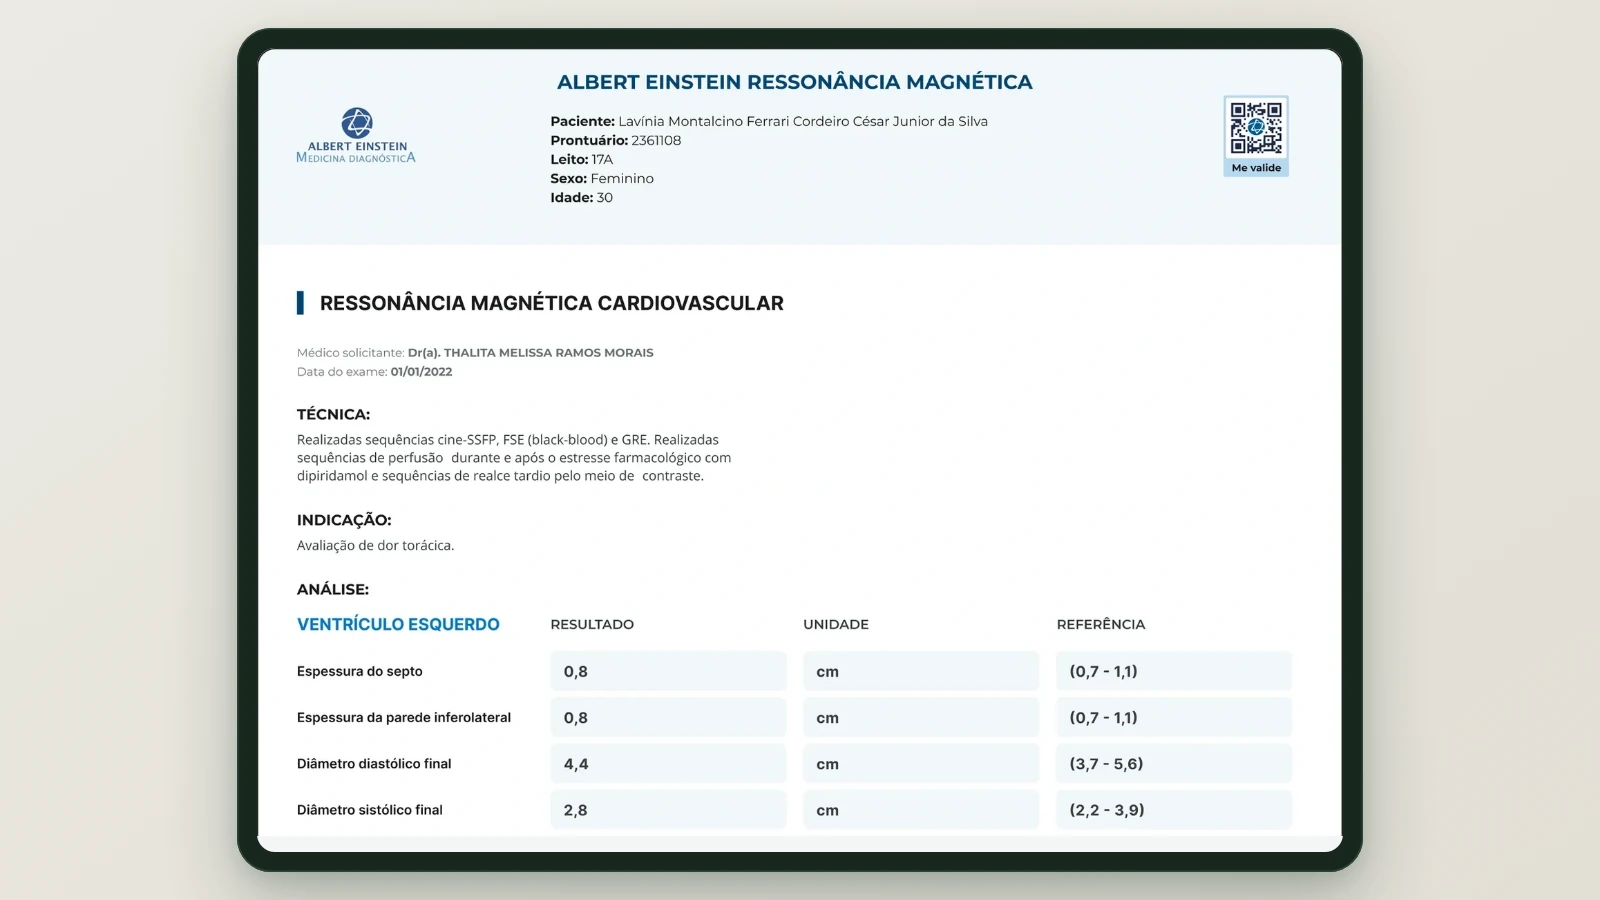 ALBERT EINSTEIN RESSONÂNCIA MAGNÉTICA
ALBERT EINSTEIN
MEDICINA DIAGNÓSTICA
Paciente: Lavínia Montalcino Ferrari Cordeiro César Junior da Silva
Prontuário: 2361108
Leito: 17A
Sexo: Feminino
Idade: 30
Me valide
RESSONÂNCIA MAGNÉTICA CARDIOVASCULAR
Médico solicitante: Dr(a). THALITA MELISSA RAMOS MORAIS
Data do exame: 01/01/2022
TÉCNICA:
Realizadas sequências cine-SSFP, FSE (black-blood) e GRE. Realizadas
sequências de perfusão durante e após o estresse farmacológico com
dipiridamol e sequências de realce tardio pelo meio de contraste.
INDICAÇÃO:
Avaliação de dor torácica.
ANÁLISE:
VENTRÍCULO ESQUERDO RESULTADO UNIDADE REFERÊNCIA
Espessura do septo 0,8 cm (0,7 - 1,1)
Espessura da parede inferolateral 0,8 cm (0,7 - 1,1)
Diâmetro diastólico final 4,4 cm (3,7 - 5,6)
Diâmetro sistólico final 2,8 cm (2,2 - 3,9)